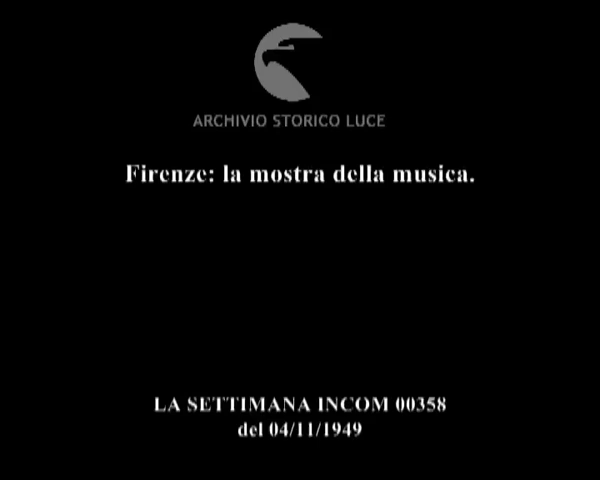 ARCHIVIO STORICO LUCE
Firenze: la mostra della musica.
LA SETTIMANA INCOM 00358
del 04/11/1949